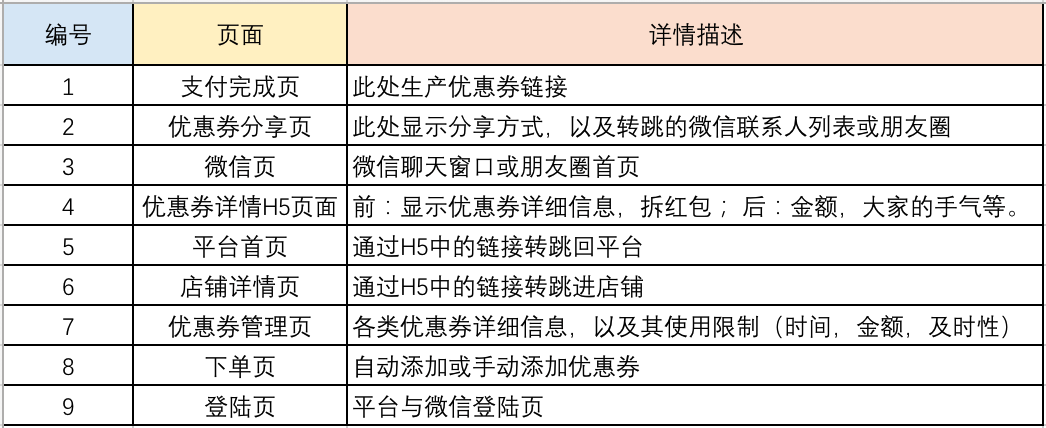 编号 页面 详情描述
1 支付完成页 此处生产优惠券链接
2 优惠券分享页 此处显示分享方式，以及转跳的微信联系人列表或朋友圈
3 微信页 微信聊天窗口或朋友圈首页
4 优惠券详情H5页面 前：显示优惠券详细信息，拆红包；后：金额，大家的手气等。
5 平台首页 通过H5中的链接转跳回平台
6 店铺详情页 通过H5中的链接转跳进店铺
7 优惠券管理页 各类优惠券详细信息，以及其使用限制（时间，金额，及时性）
8 下单页 自动添加或手动添加优惠券
9 登陆页 平台与微信登陆页